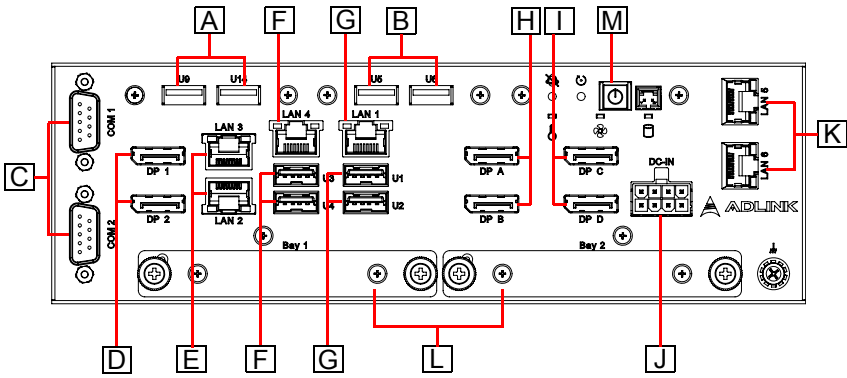 A
F
G
B
H
I
M
U9
U14
U5
U6
COM 1
LAN 4
LAN 1
LAN 5
LAN 3
K
C
DP 1
U3
U1
DP A
DP C
DC-IN
LAN 6
COM 2
DP 2
LAN 2
U4
U2
DP B
DP D
ADLINK
Bay 1
Bay 2
D
E
F
G
L
J